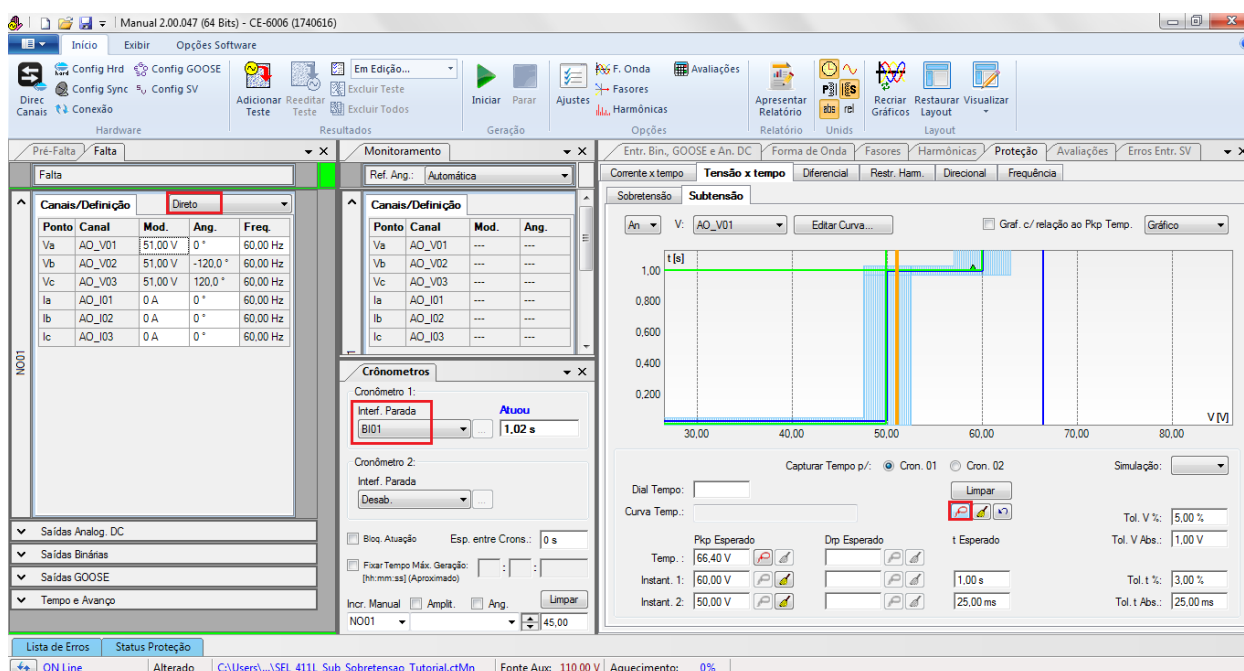 Manual 2.00.047 (64 Bits) - CE-6006 (1740616)
Início Exibir Opções Software
Direc Canais
Config Hrd
Config Sync
Conexão
Config GOOSE
Config SV
Hardware
Adicionar Teste
Reeditar Teste
Em Edição...
Excluir Teste
Excluir Todos
Resultados
Iniciar
Parar
Geração
Ajustes
F. Onda
Fasores
Harmônicas
Avaliações
Opções
Apresentar Relatório
Relatório
abs rel
Unids
Recriar Gráficos
Restaurar Layout
Visualizar
Layout
Pré-Falta Falta
Falta
Canais/Definição Direto
Ponto Canal Mod. Ang. Freq.
Va AO_V01 51,00 V 0 ° 60,00 Hz
Vb AO_V02 51,00 V -120,0 ° 60,00 Hz
Vc AO_V03 51,00 V 120,0 ° 60,00 Hz
Ia AO_I01 0 A 0 ° 60,00 Hz
Ib AO_I02 0 A 0 ° 60,00 Hz
Ic AO_I03 0 A 0 ° 60,00 Hz
NO01
Saídas Analog. DC
Saídas Binárias
Saídas GOOSE
Tempo e Avanço
Monitoramento
Ref. Ang.: Automática
Canais/Definição
Ponto Canal Mod. Ang.
Va AO_V01 --- ---
Vb AO_V02 --- ---
Vc AO_V03 --- ---
Ia AO_I01 --- ---
Ib AO_I02 --- ---
Ic AO_I03 --- ---
Crônometros
Cronômetro 1:
Interf. Parada Atuou
BI01 ... 1,02 s
Cronômetro 2:
Interf. Parada
Desab. ...
Bloq. Atuação Esp. entre Crons.: 0 s
Fixar Tempo Máx. Geração: : :
[hh:mm:ss] (Aproximado)
Incr. Manual Amplit. Ang. Limpar
NO01 45,00
Entr. Bin., GOOSE e An. DC Forma de Onda Fasores Harmônicas Proteção Avaliações Erros Entr. SV
Corrente x tempo Tensão x tempo Diferencial Restr. Harm. Direcional Frequência
Sobretensão Subtensão
An V: AO_V01 Editar Curva... Graf. c/ relação ao Pkp Temp. Gráfico
t [s]
1,00
0,800
0,600
0,400
0,200
V [V]
30,00 40,00 50,00 60,00 70,00 80,00
Capturar Tempo p/: Cron. 01 Cron. 02 Simulação:
Dial Tempo: Limpar
Curva Temp.: Tol. V %: 5,00 %
Pkp Esperado Drp Esperado t Esperado Tol. V Abs.: 1,00 V
Temp. : 66,40 V
Instant. 1: 60,00 V 1,00 s Tol. t %: 3,00 %
Instant. 2: 50,00 V 25,00 ms Tol. t Abs.: 25,00 ms
Lista de Erros Status Proteção
ON Line Alterado C:\Users\...\SEL_411L_Sub_Sobretensao_Tutorial.ctMn Fonte Aux: 110,00 V Aquecimento: 0%